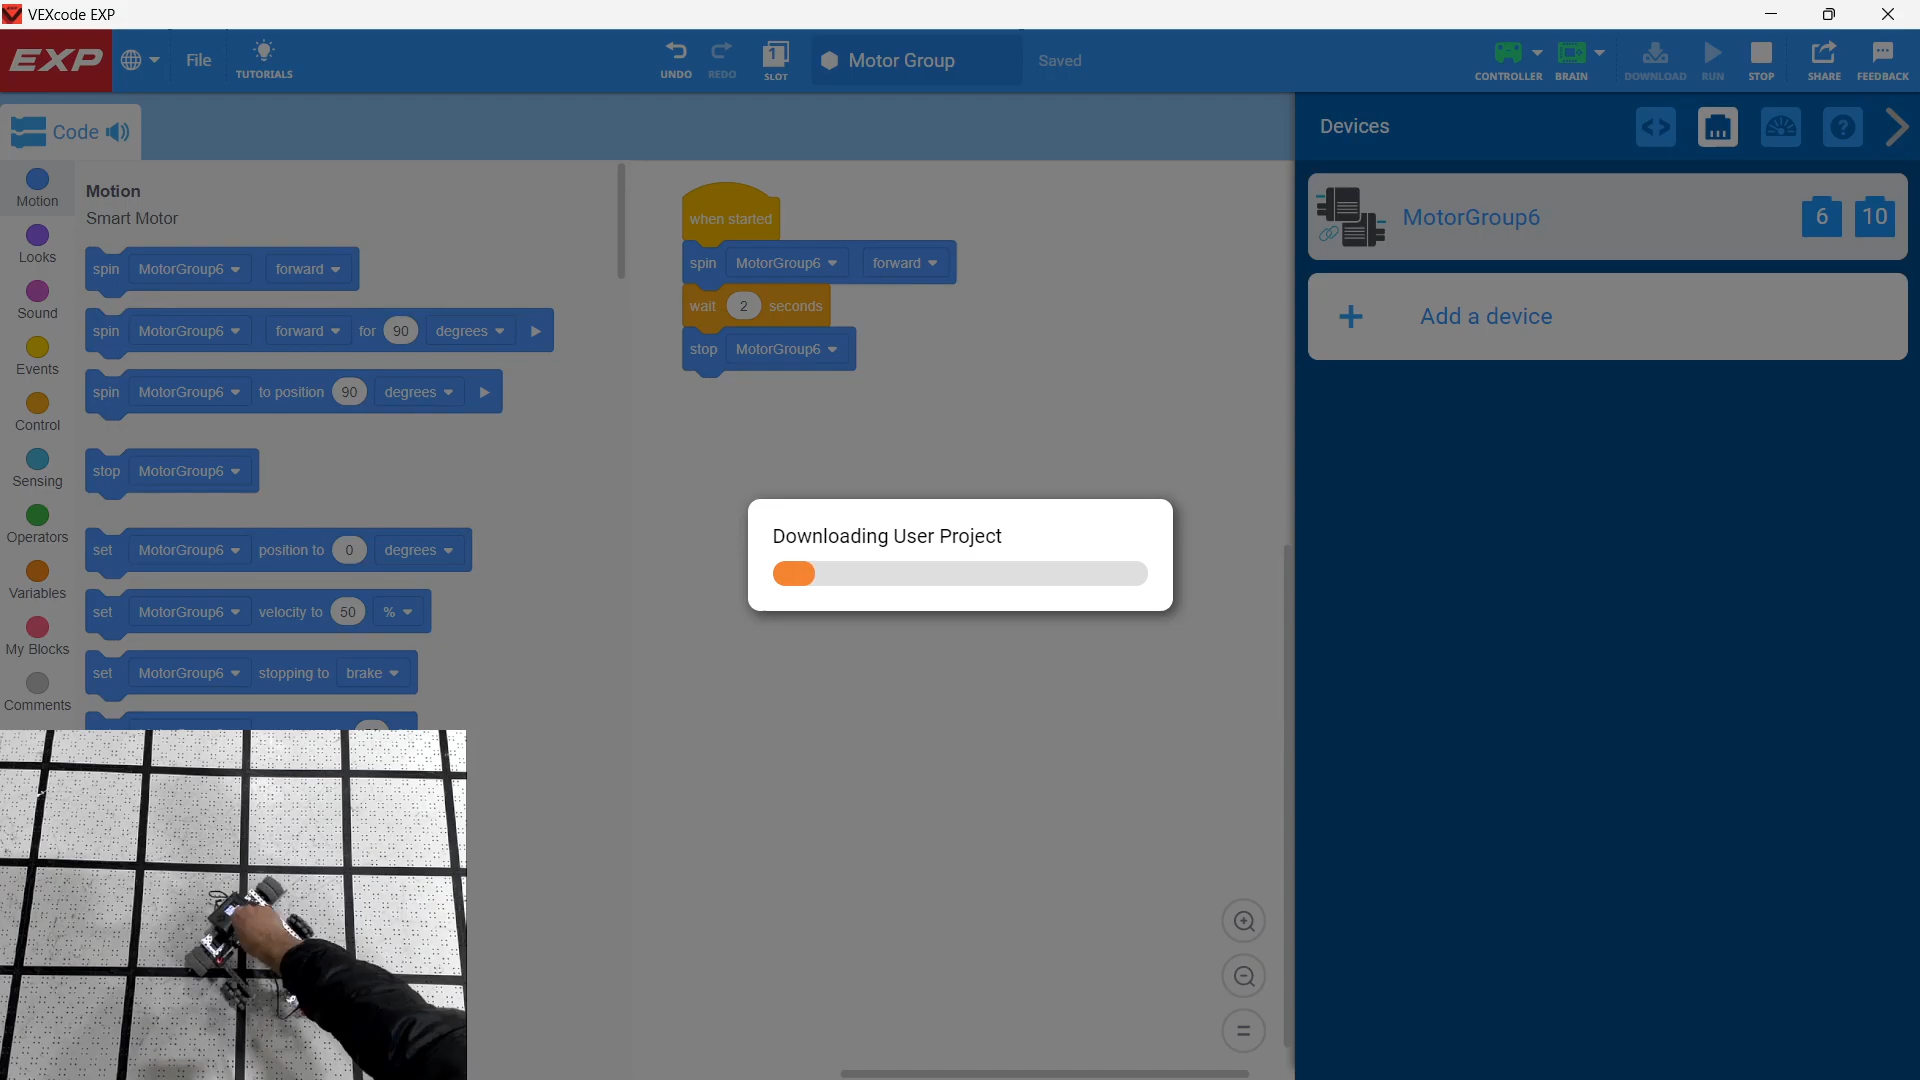 VEXcode EXP
EXP
File
TUTORIALS
UNDO
REDO
1
SLOT
Motor Group
Saved
CONTROLLER
BRAIN
DOWNLOAD
RUN
STOP
SHARE
FEEDBACK
Code
Devices
Motion
Looks
Sound
Events
Control
Sensing
Operators
Variables
My Blocks
Comments
Motion
Smart Motor
spin MotorGroup6 forward
spin MotorGroup6 forward for 90 degrees
spin MotorGroup6 to position 90 degrees
stop MotorGroup6
set MotorGroup6 position to 0 degrees
set MotorGroup6 velocity to 50 %
set MotorGroup6 stopping to brake
when started
spin MotorGroup6 forward
wait 2 seconds
stop MotorGroup6
Downloading User Project
MotorGroup6 6 10
+ Add a device